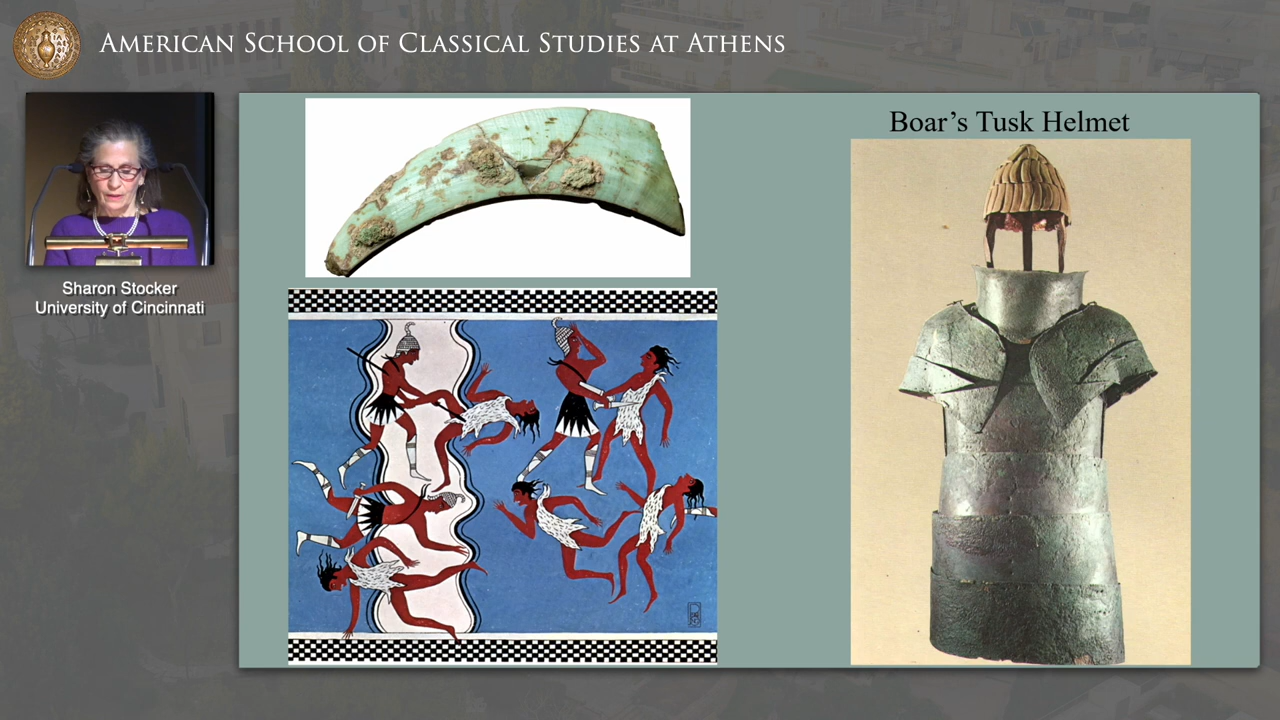 American School of Classical Studies at Athens
Boar's Tusk Helmet
Sharon Stocker
University of Cincinnati